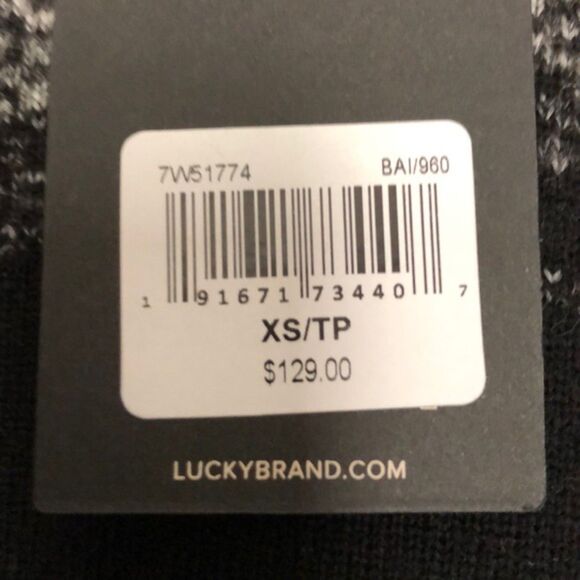 7W51774 BAI/960
1 91671 73440 7
XS/TP
$129.00
LUCKYBRAND.COM